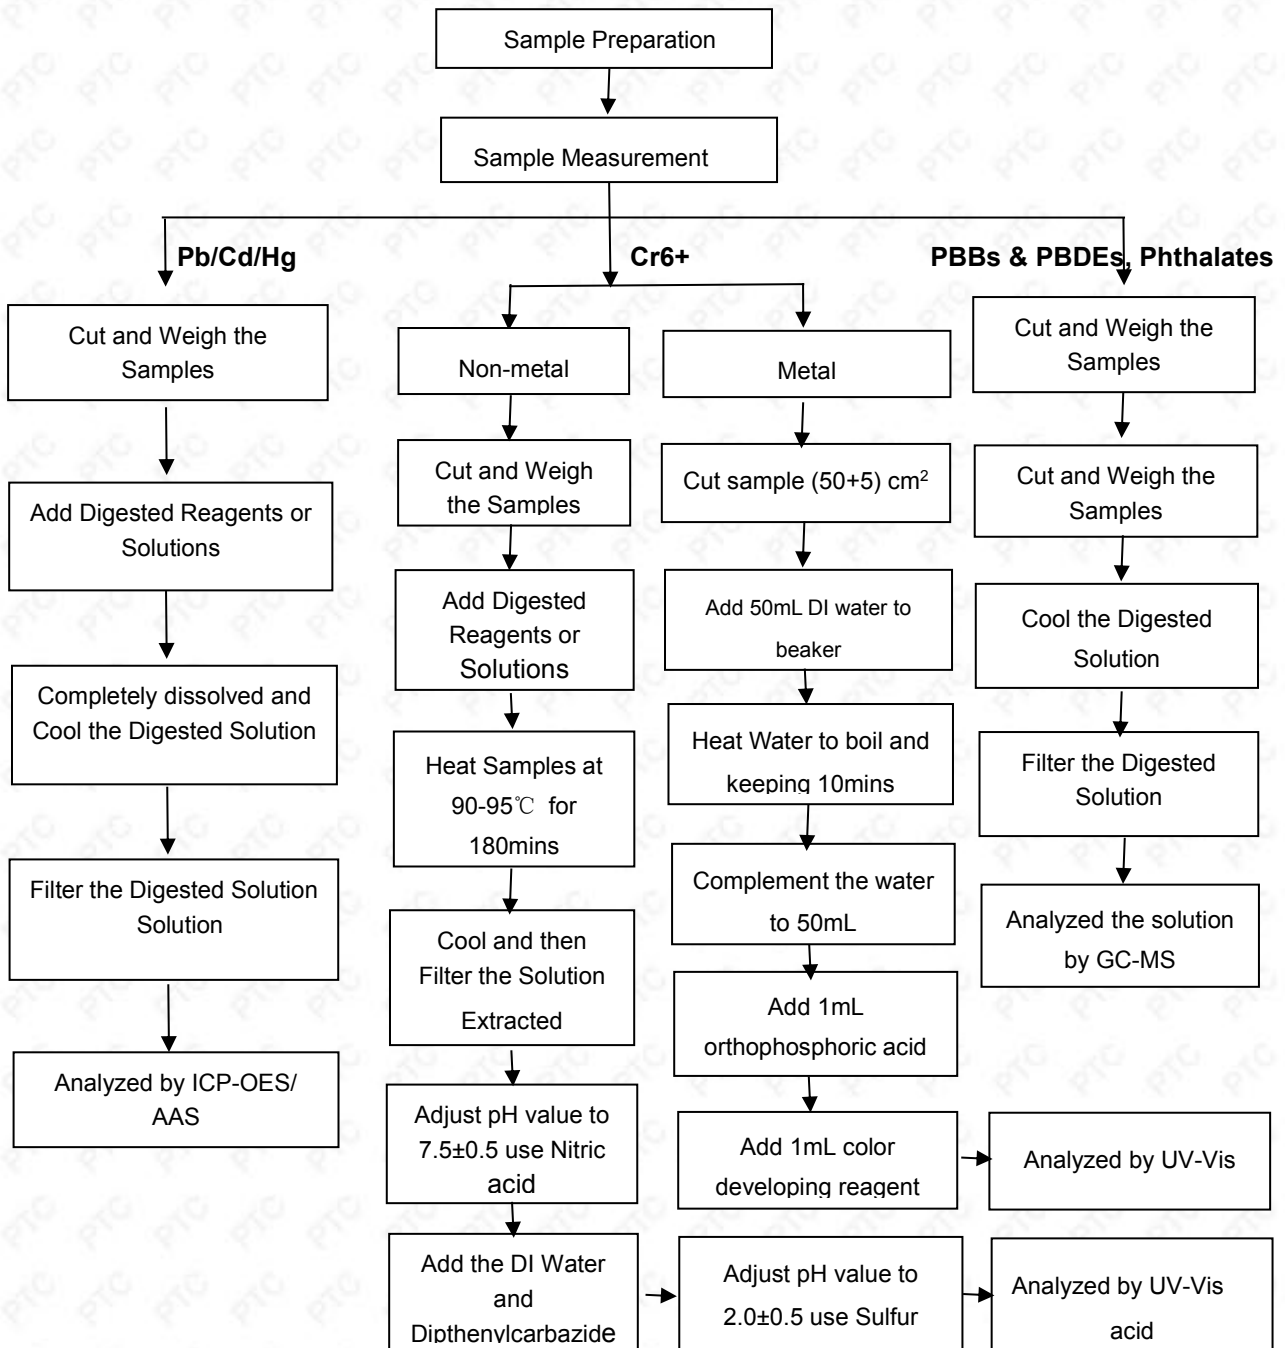 Sample Preparation
Sample Measurement
Pb/Cd/Hg
Cr6+
PBBs & PBDEs, Phthalates
Cut and Weigh the
Samples
Add Digested Reagents or
Solutions
Completely dissolved and
Cool the Digested Solution
Filter the Digested Solution
Solution
Analyzed by ICP-OES/
AAS
Non-metal
Cut and Weigh
the Samples
Add Digested
Reagents or
Solutions
Heat Samples at
90-95℃ for
180mins
Cool and then
Filter the Solution
Extracted
Adjust pH value to
7.5±0.5 use Nitric
acid
Add the DI Water
and
Dipthenylcarbazide
Adjust pH value to
2.0±0.5 use Sulfur
Analyzed by UV-Vis
acid
Metal
Cut sample (50+5) cm²
Add 50mL DI water to
beaker
Heat Water to boil and
keeping 10mins
Complement the water
to 50mL
Add 1mL
orthophosphoric acid
Add 1mL color
developing reagent
Analyzed by UV-Vis
Cut and Weigh the
Samples
Cut and Weigh the
Samples
Cool the Digested
Solution
Filter the Digested
Solution
Analyzed the solution
by GC-MS